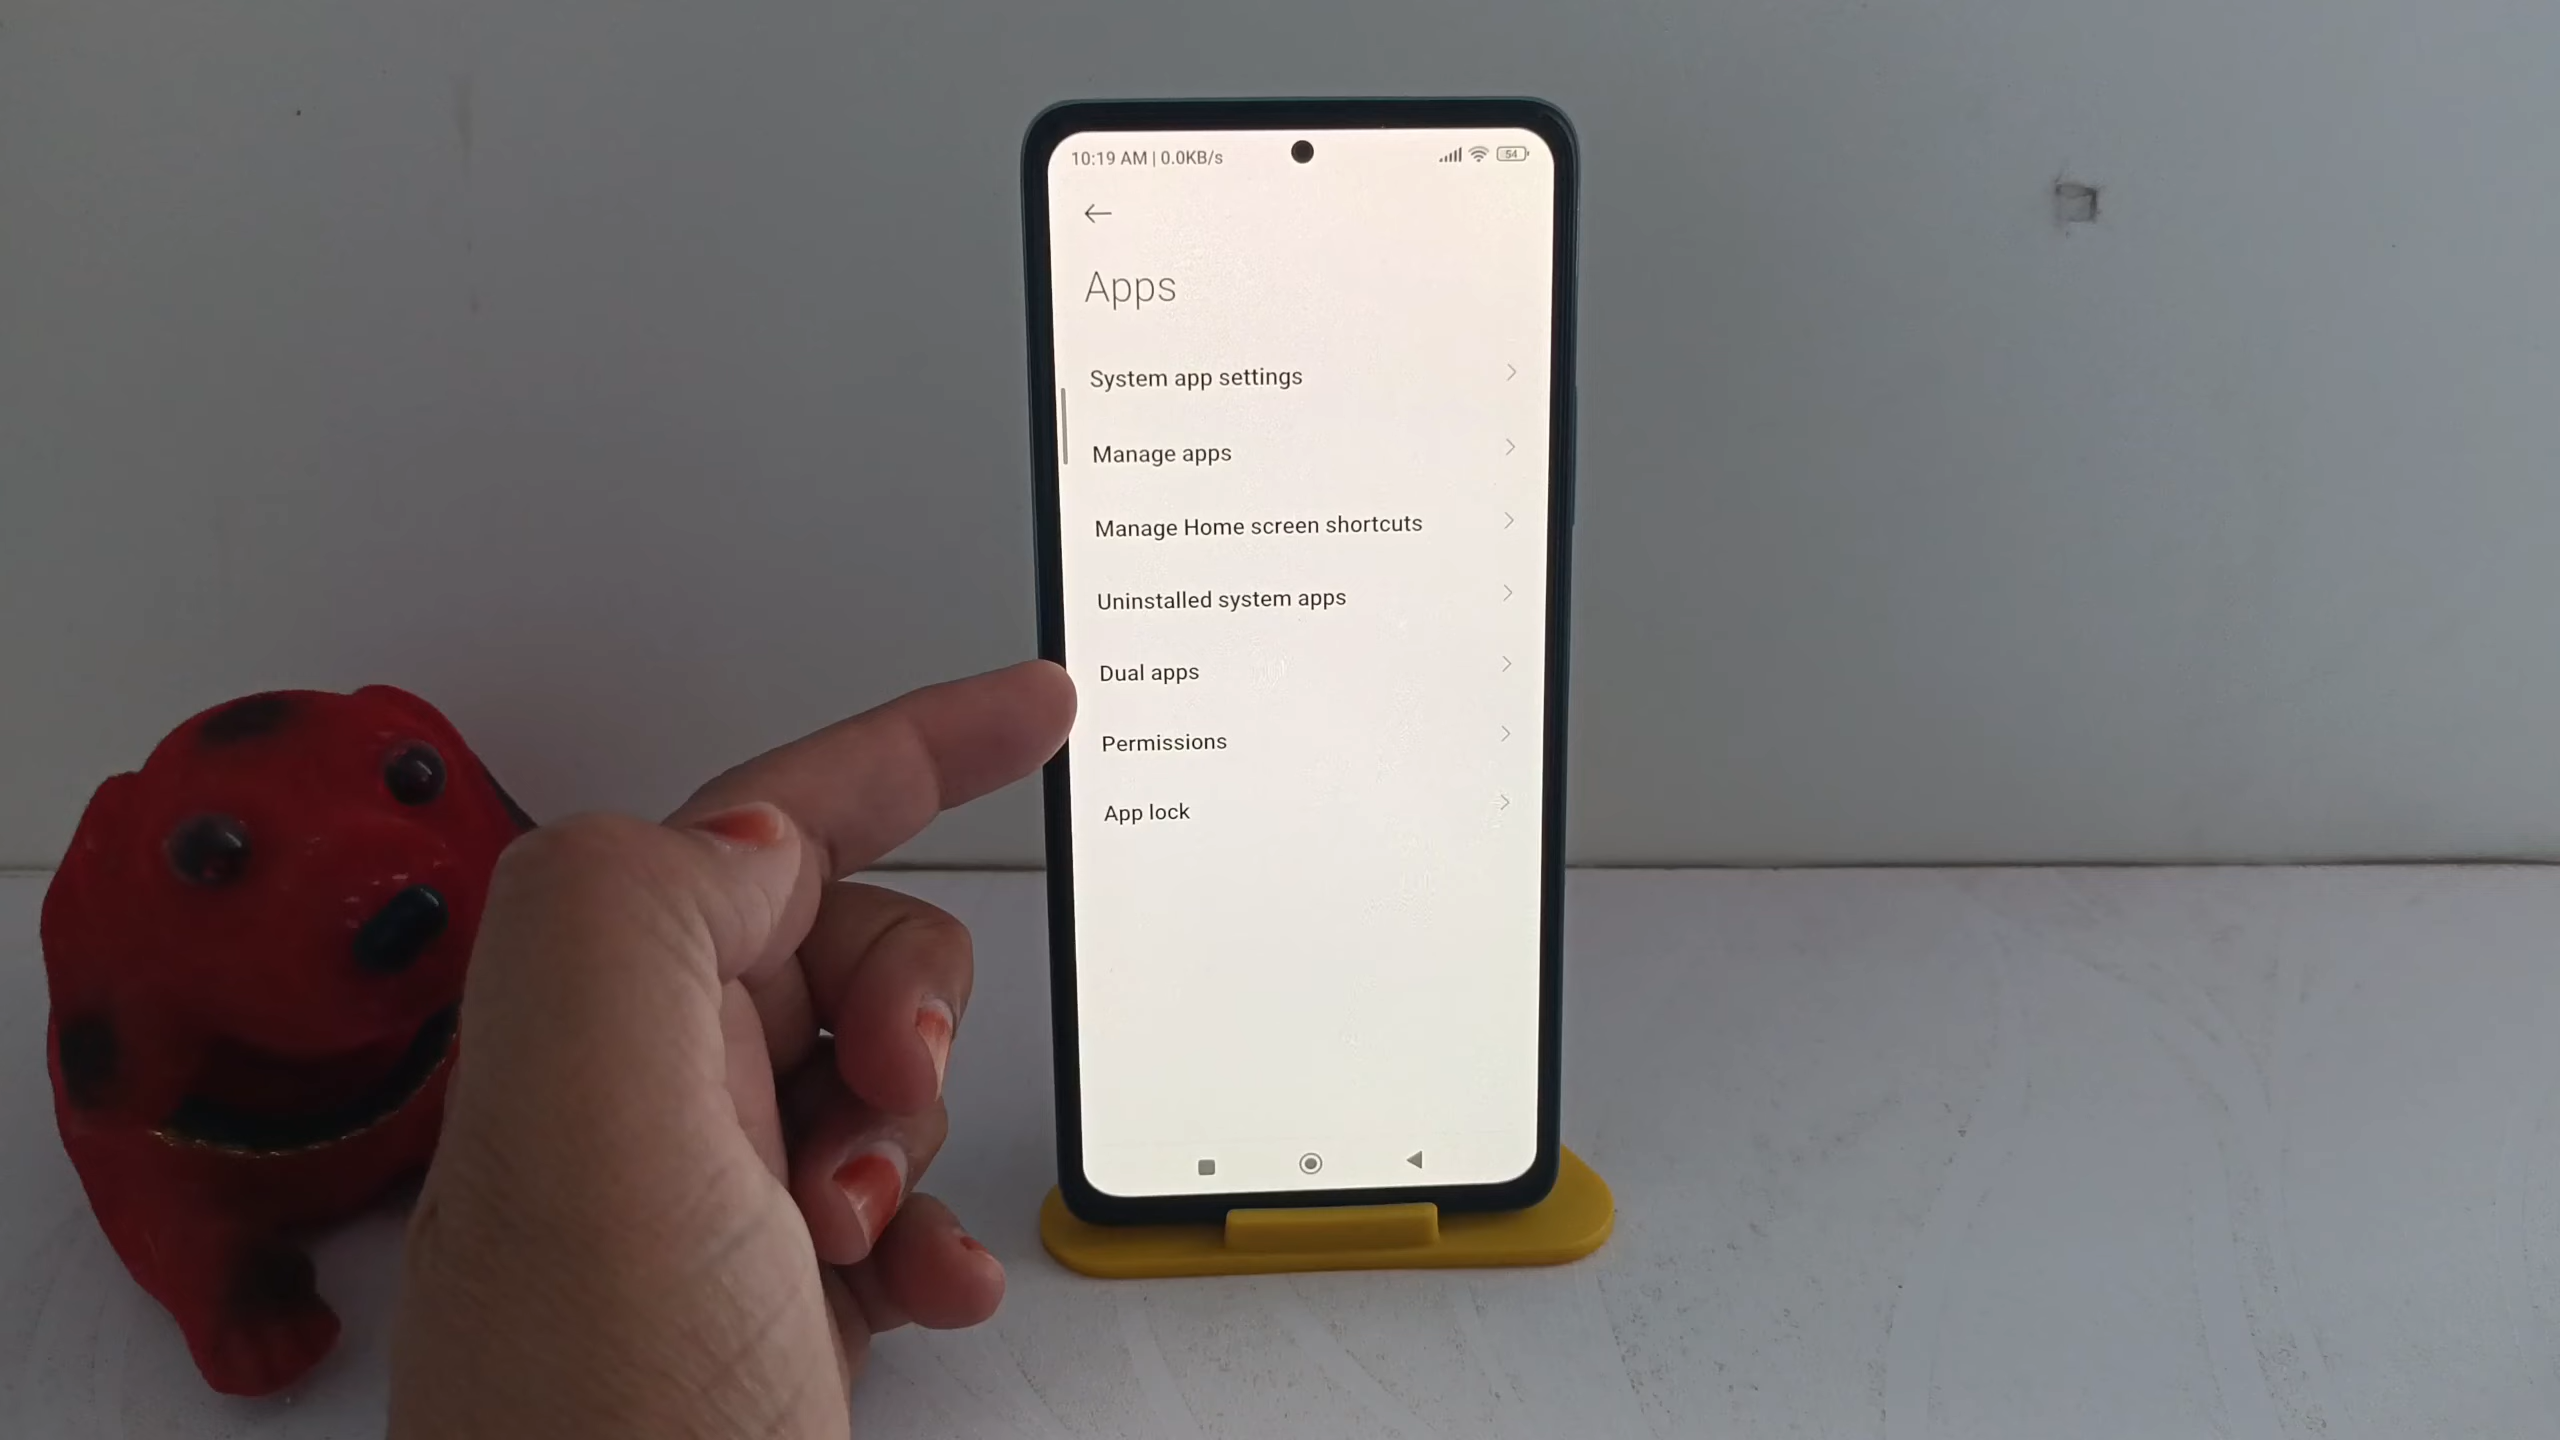 10:19 AM | 0.0KB/s 54
Apps
System app settings
Manage apps
Manage Home screen shortcuts
Uninstalled system apps
Dual apps
Permissions
App lock